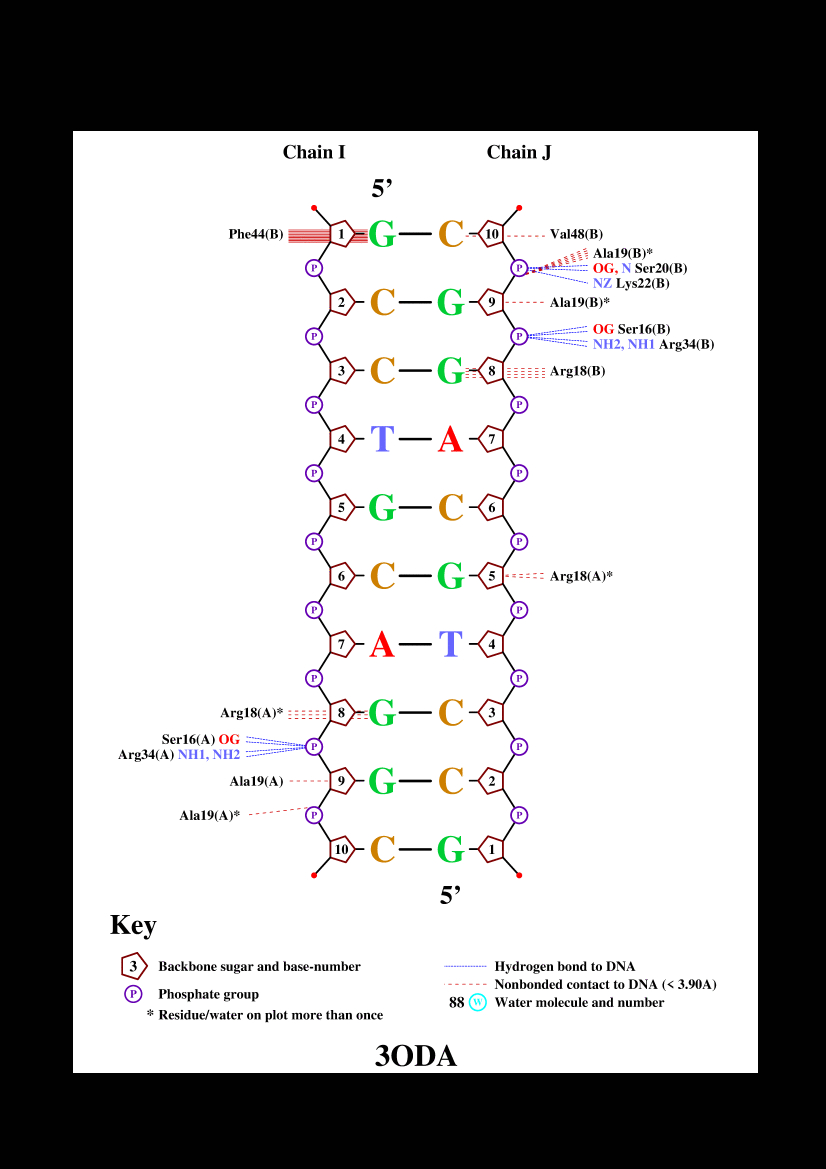 Chain I Chain J
5’
Phe44(B) 1 G C 10 Val48(B)
Ala19(B)*
P P OG, N Ser20(B)
NZ Lys22(B)
2 C G 9 Ala19(B)*
OG Ser16(B)
P P
NH2, NH1 Arg34(B)
3 C G 8 Arg18(B)
P P
4 T A 7
P P
5 G C 6
P P
6 C G 5 Arg18(A)*
P P
7 A T 4
P P
Arg18(A)* 8 G C 3
Ser16(A) OG
P P
Arg34(A) NH1, NH2
Ala19(A) 9 G C 2
Ala19(A)* P P
10 C G 1
5’
Key
3 Backbone sugar and base-number
P Phosphate group
* Residue/water on plot more than once
Hydrogen bond to DNA
Nonbonded contact to DNA (< 3.90A)
88 W Water molecule and number
3ODA